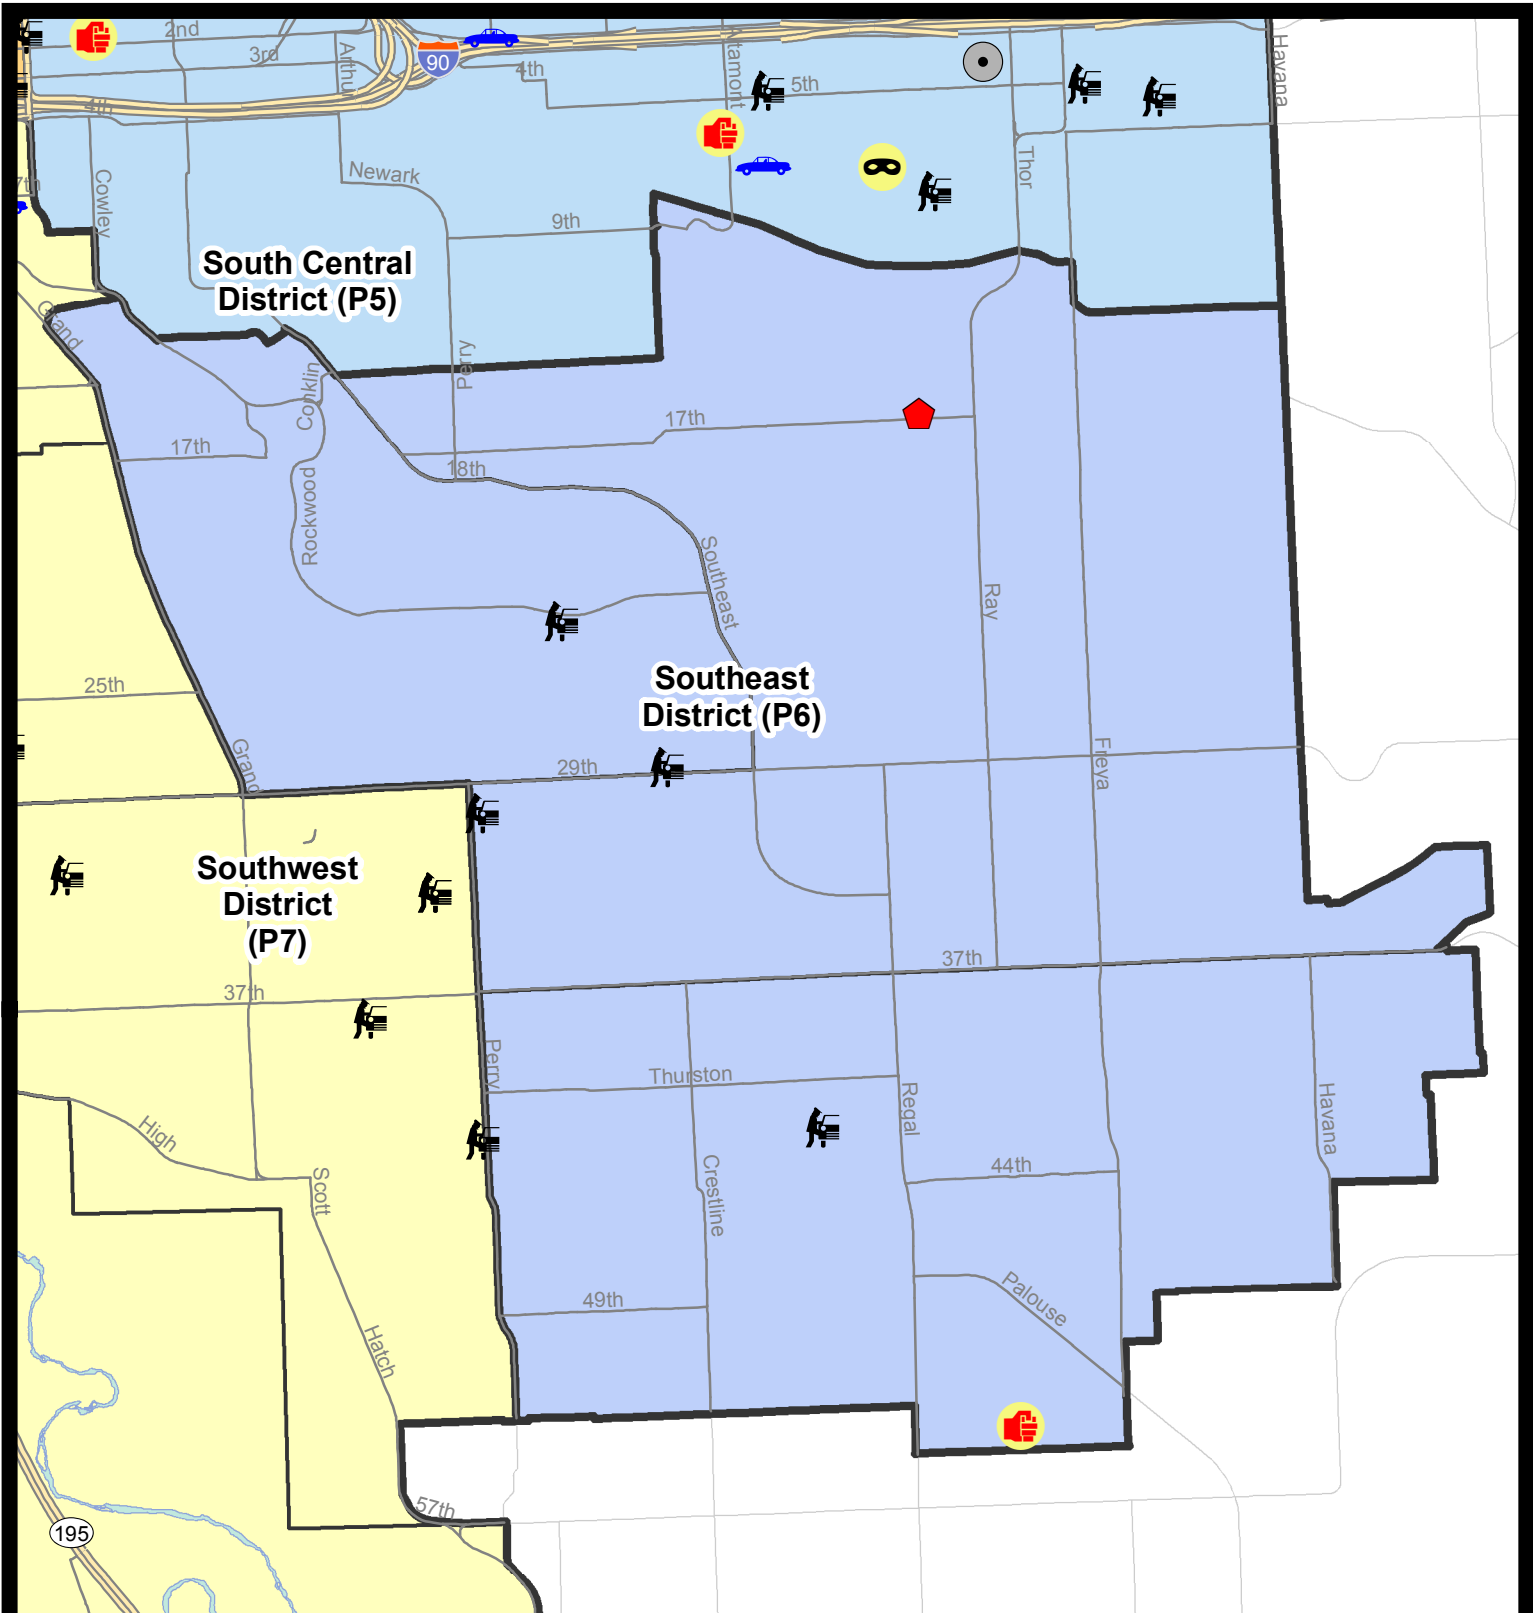 2nd
3rd
Arthur
90
4th
Altamont
5th
Havana
4th
7th
Cowley
Newark
Thor
9th
South Central
District (P5)
Grand
Perry
Conklin
17th
17th
18th
Rockwood
Southeast
Ray
Southeast
District (P6)
25th
Grand
29th
Freya
Southwest
District
(P7)
37th
37th
Perry
Thurston
Regal
Havana
High
Scott
Crestline
44th
49th
Palouse
Hatch
57th
195